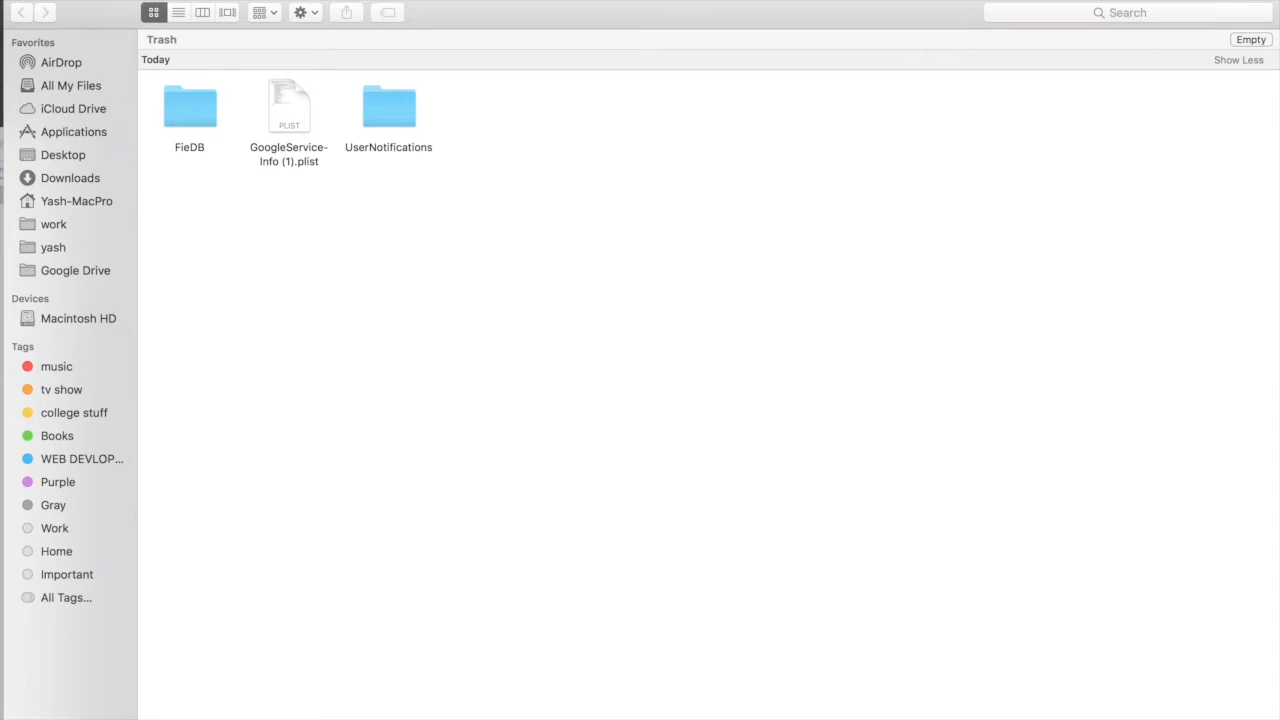 Search
Favorites
AirDrop
All My Files
iCloud Drive
Applications
Desktop
Downloads
Yash-MacPro
work
yash
Google Drive
Devices
Macintosh HD
Tags
music
tv show
college stuff
Books
WEB DEVLOP...
Purple
Gray
Work
Home
Important
All Tags...
Trash
Empty
Today
Show Less
PLIST
FieDB
GoogleService-
Info (1).plist
UserNotifications